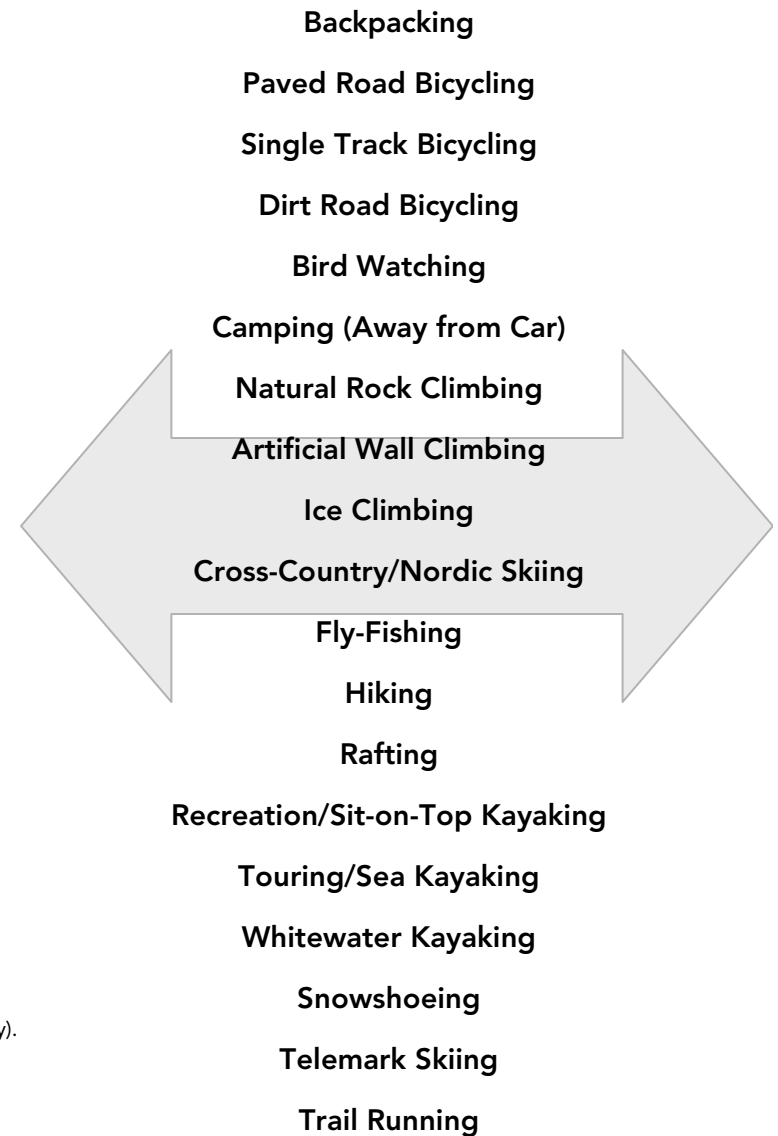 Backpacking
Paved Road Bicycling
Single Track Bicycling
Dirt Road Bicycling
Bird Watching
Camping (Away from Car)
Natural Rock Climbing
Artificial Wall Climbing
Ice Climbing
Cross-Country/Nordic Skiing
Fly-Fishing
Hiking
Rafting
Recreation/Sit-on-Top Kayaking
Touring/Sea Kayaking
Whitewater Kayaking
Snowshoeing
y).
Telemark Skiing
Trail Running